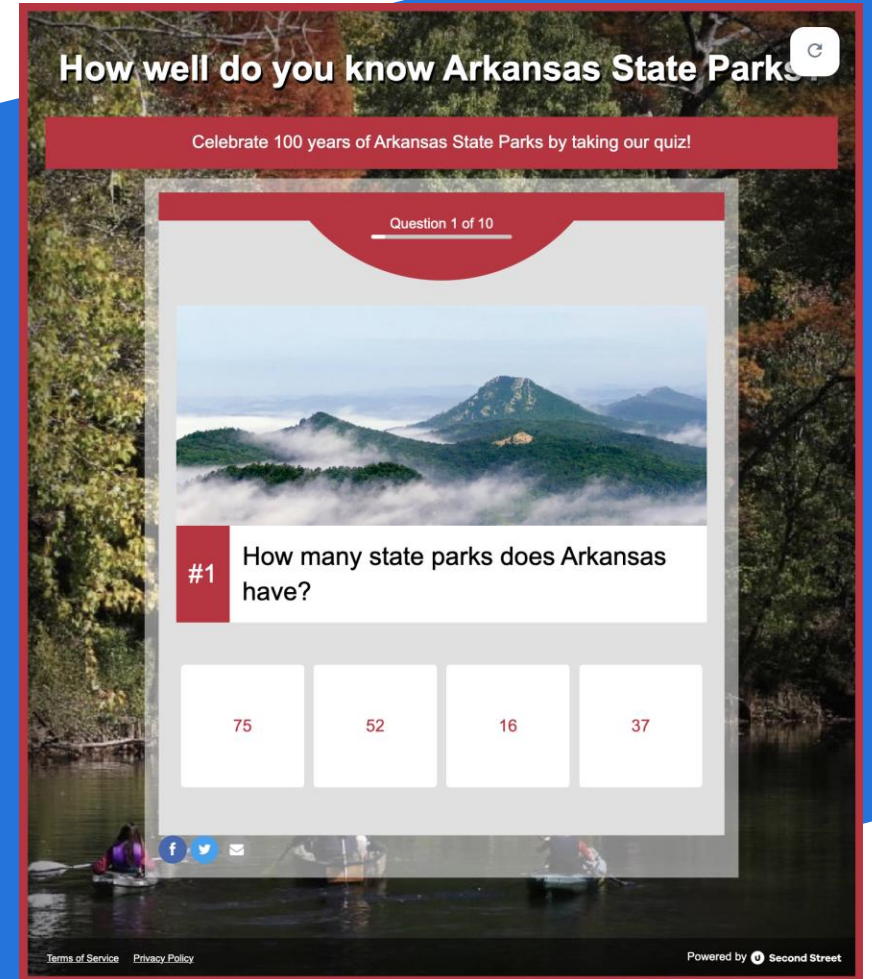 How well do you know Arkansas State Parks?
Celebrate 100 years of Arkansas State Parks by taking our quiz!
Question 1 of 10
#1
How many state parks does Arkansas
have?
75 52 16 37
Terms of Service Privacy Policy
Powered by Second Street